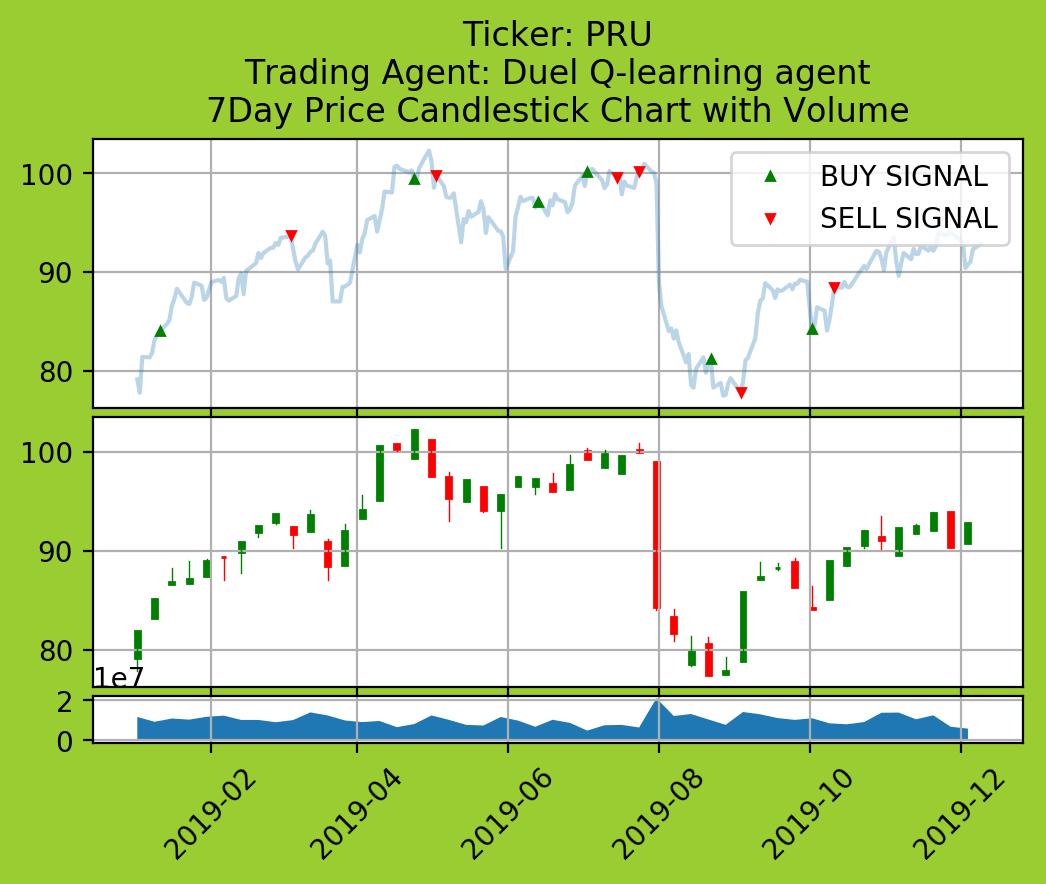 Ticker: PRU
Trading Agent: Duel Q-learning agent
7Day Price Candlestick Chart with Volume
100
90
80
BUY SIGNAL
SELL SIGNAL
100
90
80
1e7
2
0
2019-02
2019-04
2019-06
2019-08
2019-10
2019-12